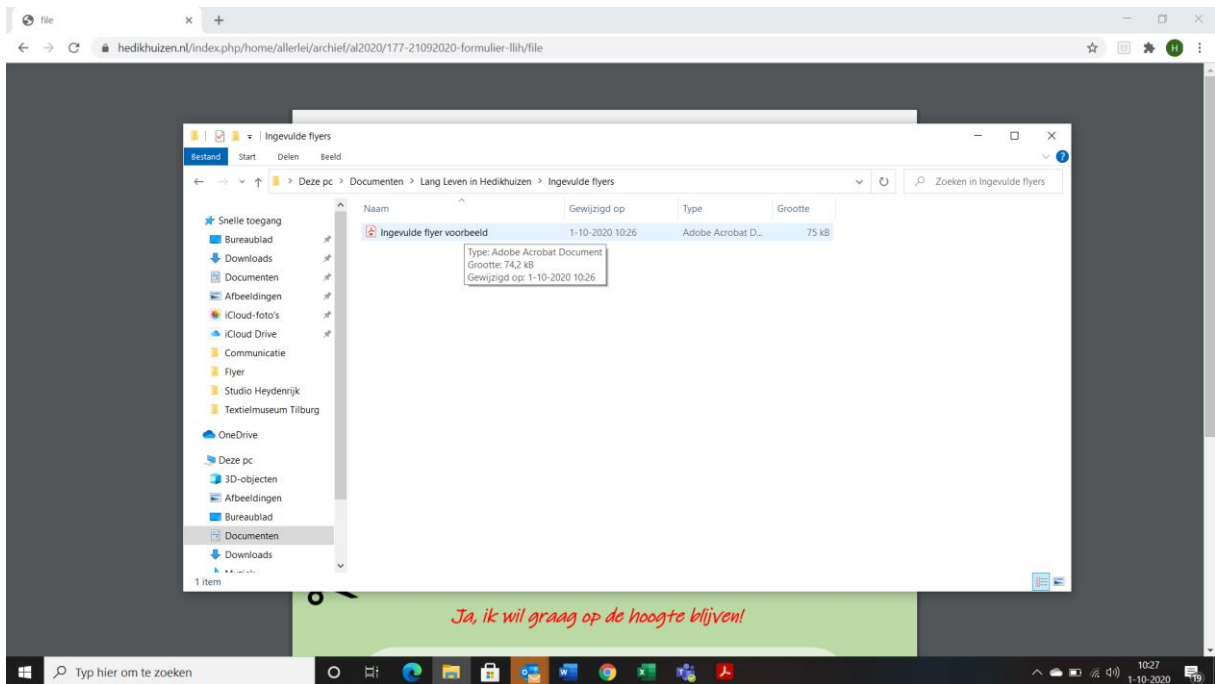 file
hedikhuizen.nl/index.php/home/allerlei/archief/al2020/177-21092020-formulier-llih/file
H
Ingevulde flyers
Bestand Start Delen Beeld
Deze pc > Documenten > Lang Leven in Hedikhuizen > Ingevulde flyers
Zoeken in Ingevulde flyers
Naam Gewijzigd op Type Grootte
Ingevulde flyer voorbeeld 1-10-2020 10:26 Adobe Acrobat D... 75 kB
Type: Adobe Acrobat Document
Grootte: 74,2 kB
Gewijzigd op: 1-10-2020 10:26
Snelle toegang
Bureaublad
Downloads
Documenten
Afbeeldingen
iCloud-foto's
iCloud Drive
Communicatie
Flyer
Studio Heydenrijk
Textielmuseum Tilburg
OneDrive
Deze pc
3D-objecten
Afbeeldingen
Bureaublad
Documenten
Downloads
1 item
Ja, ik wil graag op de hoogte blijven!
Typ hier om te zoeken
10:27
1-10-2020
19